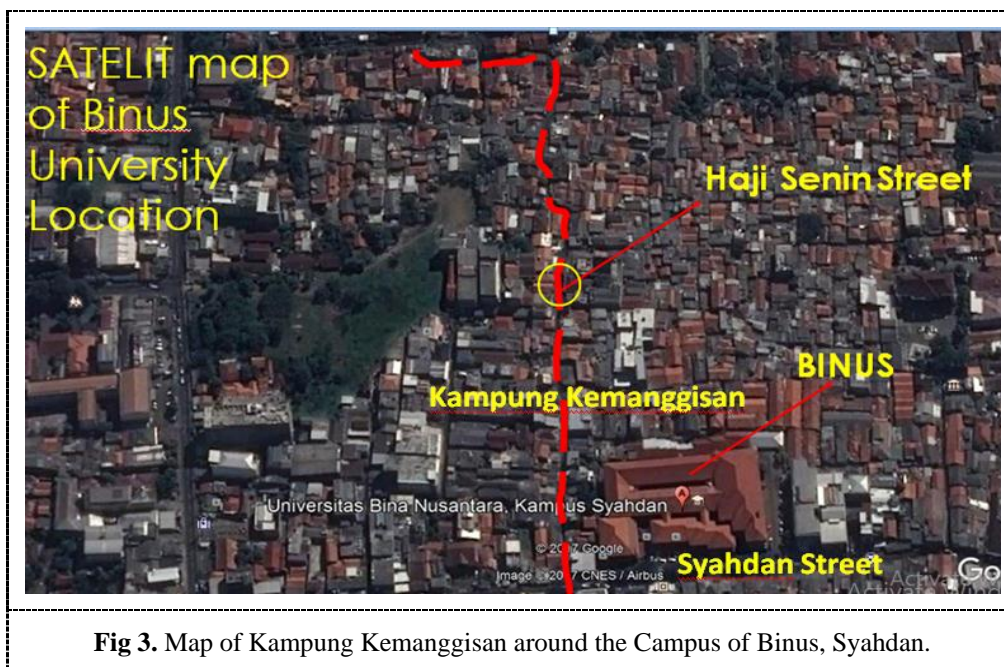 SATELIT map
of Binus
University
Location
Haji Senin Street
BINUS
Kampung Kemanggisan
Universitas Bina Nusantara, Kampus Syahdan
A
© 2017 Google
Image © 2017 CNES / Airbus
Syahdan Street
Go
Fig 3. Map of Kampung Kemanggisan around the Campus of Binus, Syahdan.